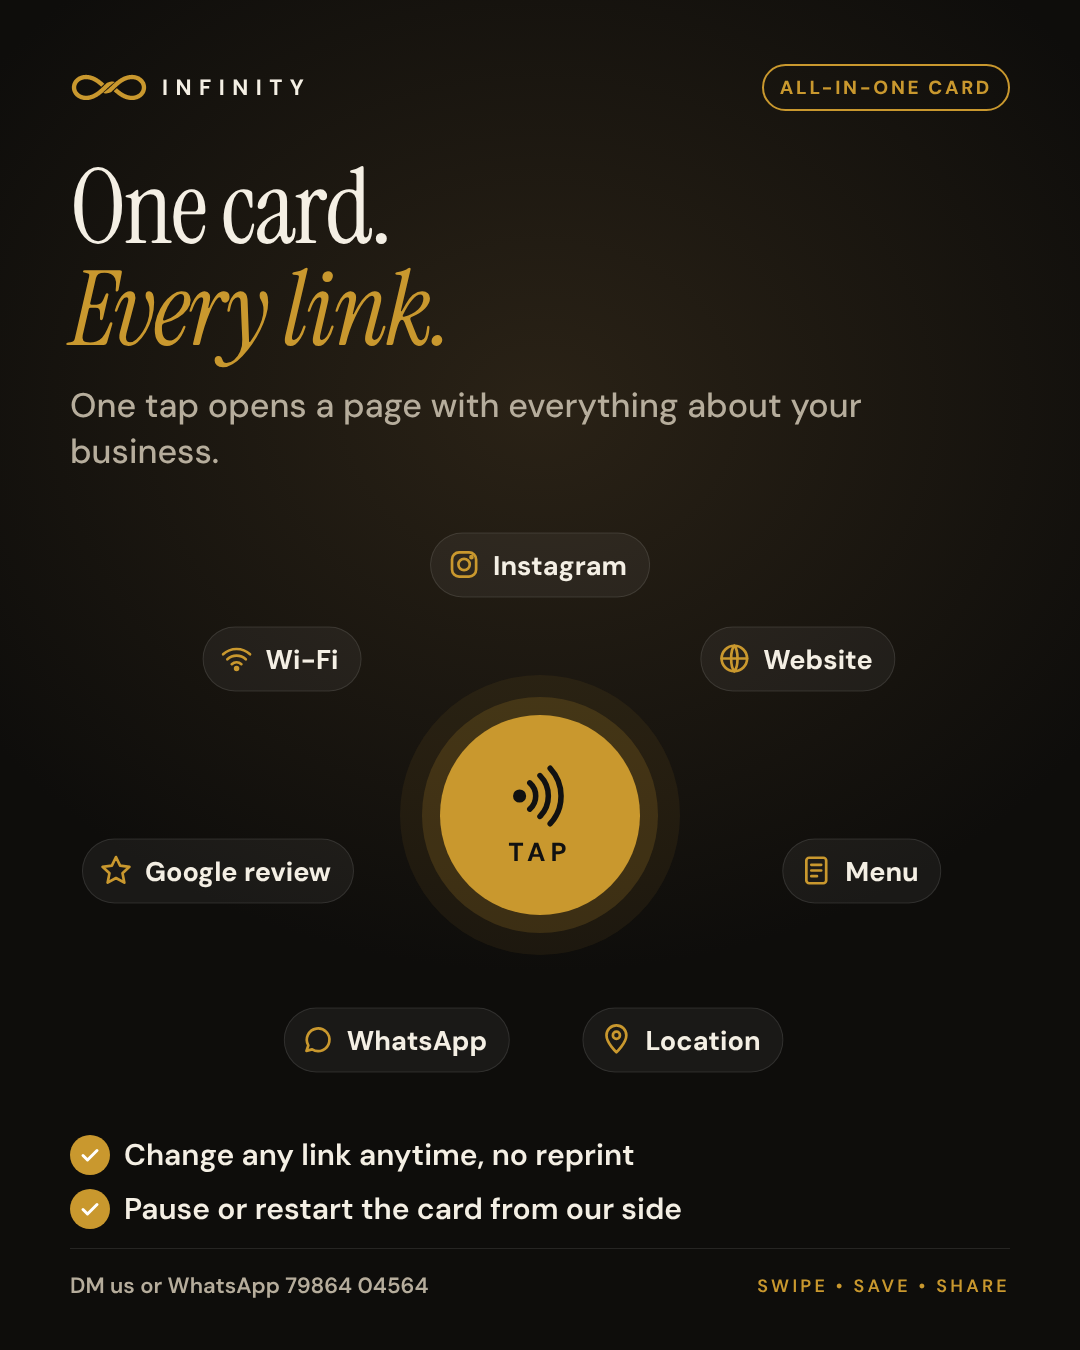 INFINITY
ALL-IN-ONE CARD
One card.
Every link.
One tap opens a page with everything about your
business.
Instagram
Wi-Fi
Website
TAP
Google review
Menu
WhatsApp
Location
Change any link anytime, no reprint
Pause or restart the card from our side
DM us or WhatsApp 79864 04564
SWIPE • SAVE • SHARE